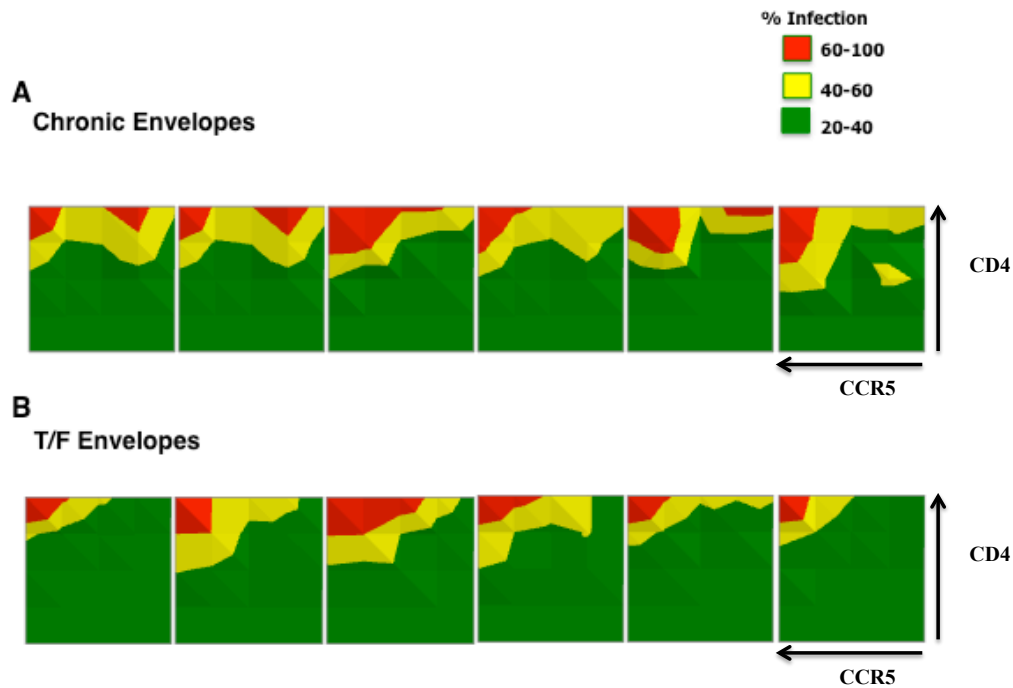 % Infection
60-100
40-60
20-40
A
Chronic Envelopes
CD4
CCR5
B
T/F Envelopes
CD4
CCR5